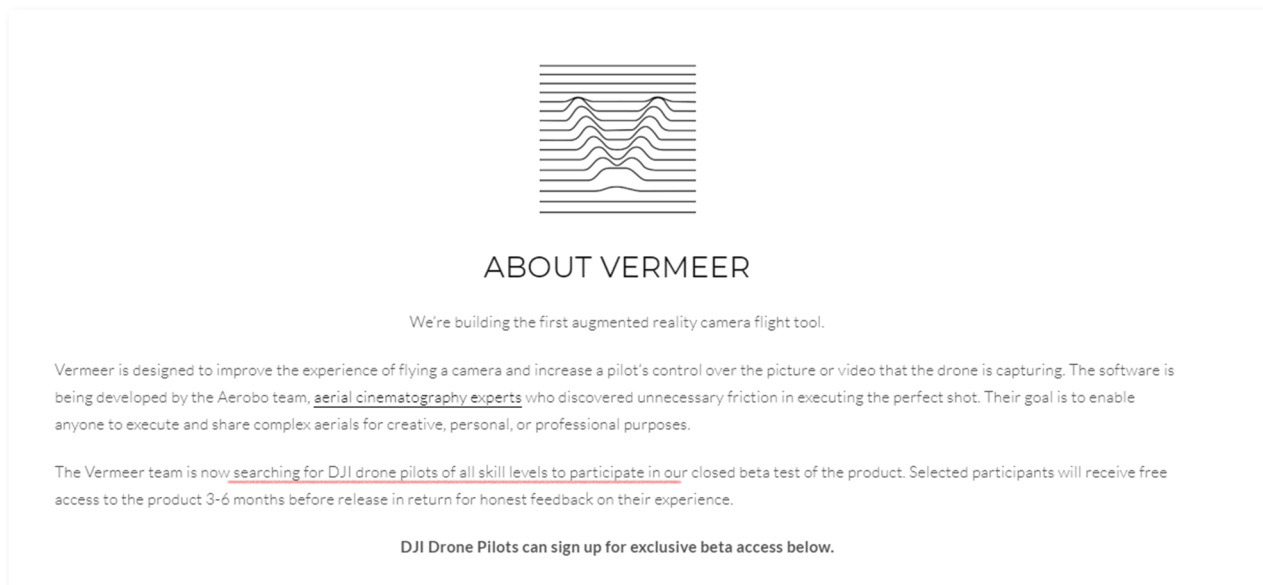 ABOUT VERMEER
We're building the first augmented reality camera flight tool.
Vermeer is designed to improve the experience of flying a camera and increase a pilot's control over the picture or video that the drone is capturing. The software is
being developed by the Aerobo team, aerial cinematography experts who discovered unnecessary friction in executing the perfect shot. Their goal is to enable
anyone to execute and share complex aerials for creative, personal, or professional purposes.
The Vermeer team is now searching for DJI drone pilots of all skill levels to participate in our closed beta test of the product. Selected participants will receive free
access to the product 3-6 months before release in return for honest feedback on their experience.
DJI Drone Pilots can sign up for exclusive beta access below.